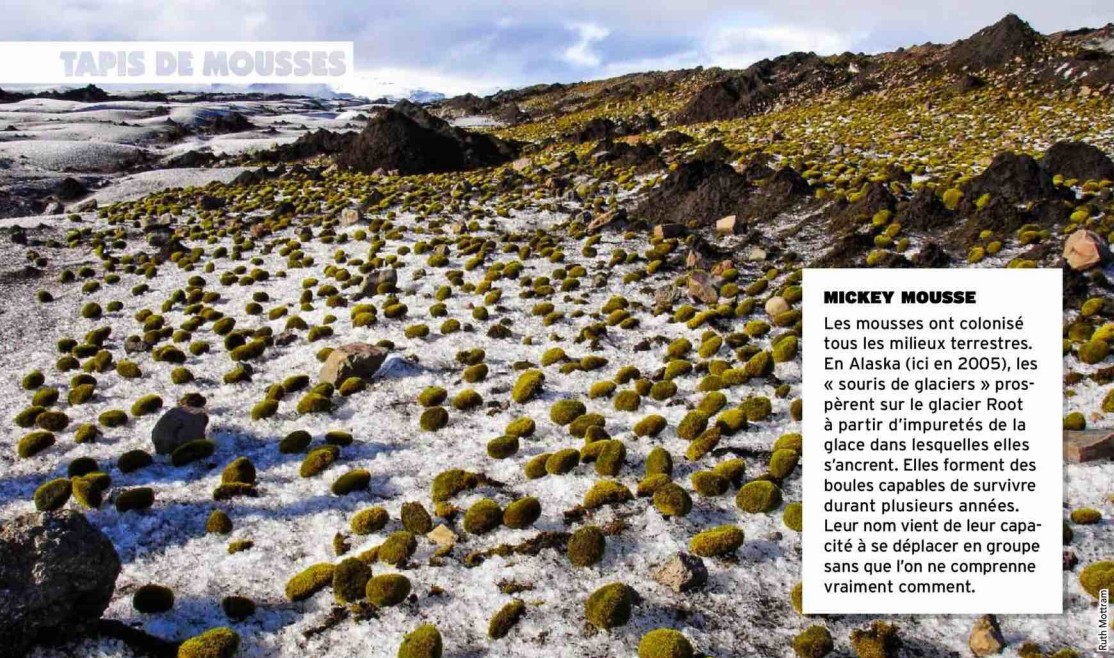 TAPIS DE MOUSSES
MICKEY MOUSSE
Les mousses ont colonisé
tous les milieux terrestres.
En Alaska (ici en 2005), les
« souris de glaciers » pros-
pèrent sur le glacier Root
à partir d'impuretés de la
glace dans lesquelles elles
s'ancrent. Elles forment des
boules capables de survivre
durant plusieurs années.
Leur nom vient de leur capa-
cité à se déplacer en groupe
sans que l'on ne comprenne
vraiment comment.
Ruth Mottram